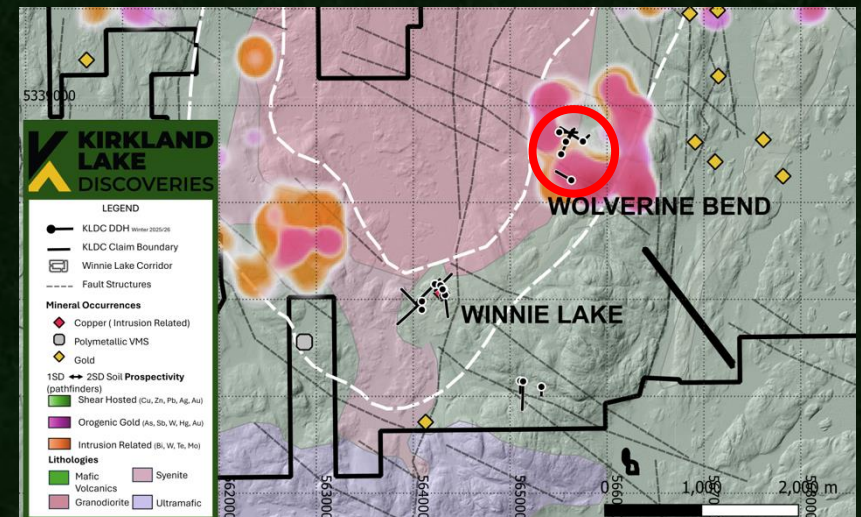 5339000
KIRKLAND
LAKE
DISCOVERIES
LEGEND
KLDC DDH Winter 2025/26
KLDC Claim Boundary
Winnie Lake Corridor
Fault Structures
Mineral Occurrences
Copper ( Intrusion Related)
Polymetallic VMS
Gold
1SD ↔ 2SD Soil Prospectivity
(pathfinders)
Shear Hosted (Cu, Zn, Pb, Ag, Au)
Orogenic Gold (As, Sb, W, Hg, Au)
Intrusion Related (Bi, W, Te, Mo)
Lithologies
Mafic
Volcanics
Syenite
Granodiorite
Ultramafic
WOLVERINE BEND
WINNIE LAKE
562000
563000
564000
565000
0
1,000
2,000 m